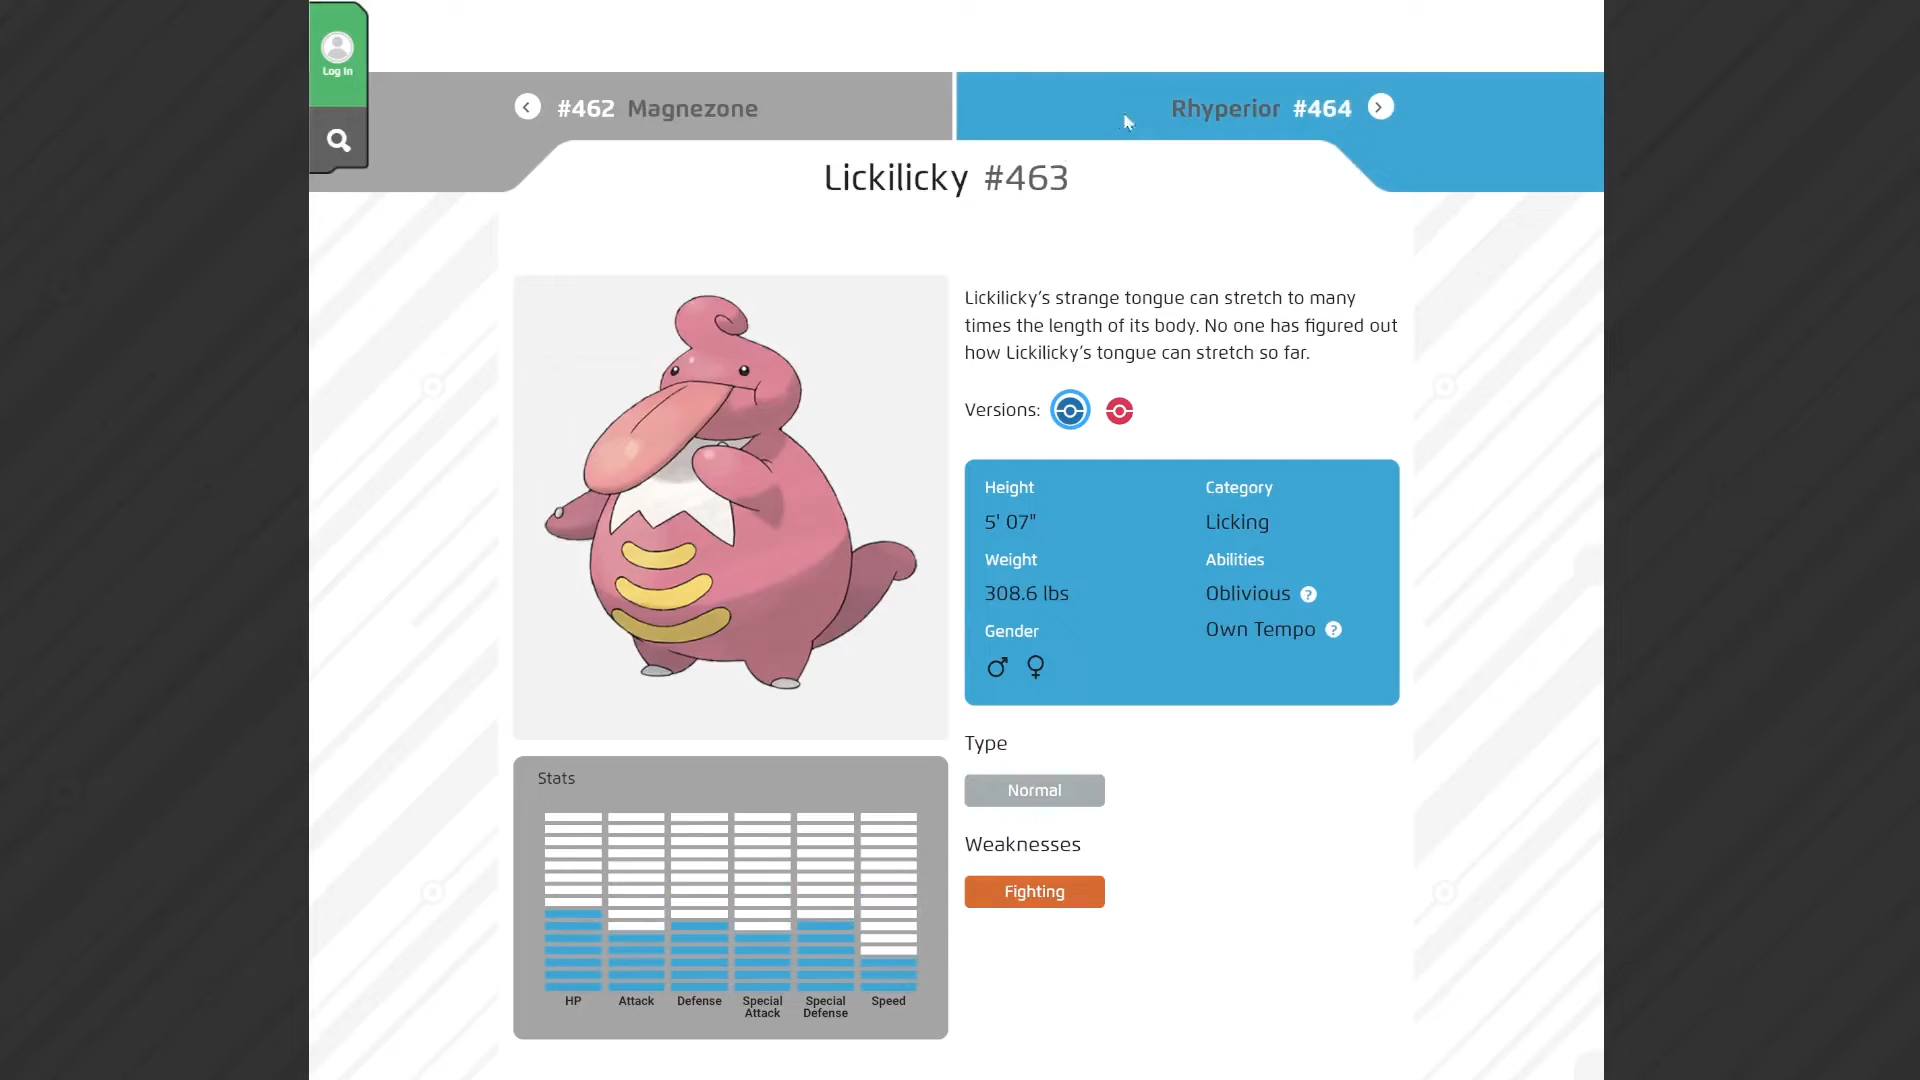 Log In
#462 Magnezone
Rhyperior #464
Lickilicky #463
Lickilicky's strange tongue can stretch to many
times the length of its body. No one has figured out
how Lickilicky's tongue can stretch so far.
Versions:
Height
5' 07"
Weight
308.6 lbs
Gender
Category
Licking
Abilities
Oblivious ?
Own Tempo ?
Type
Normal
Weaknesses
Fighting
Stats
HP
Attack
Defense
Special
Attack
Special
Defense
Speed